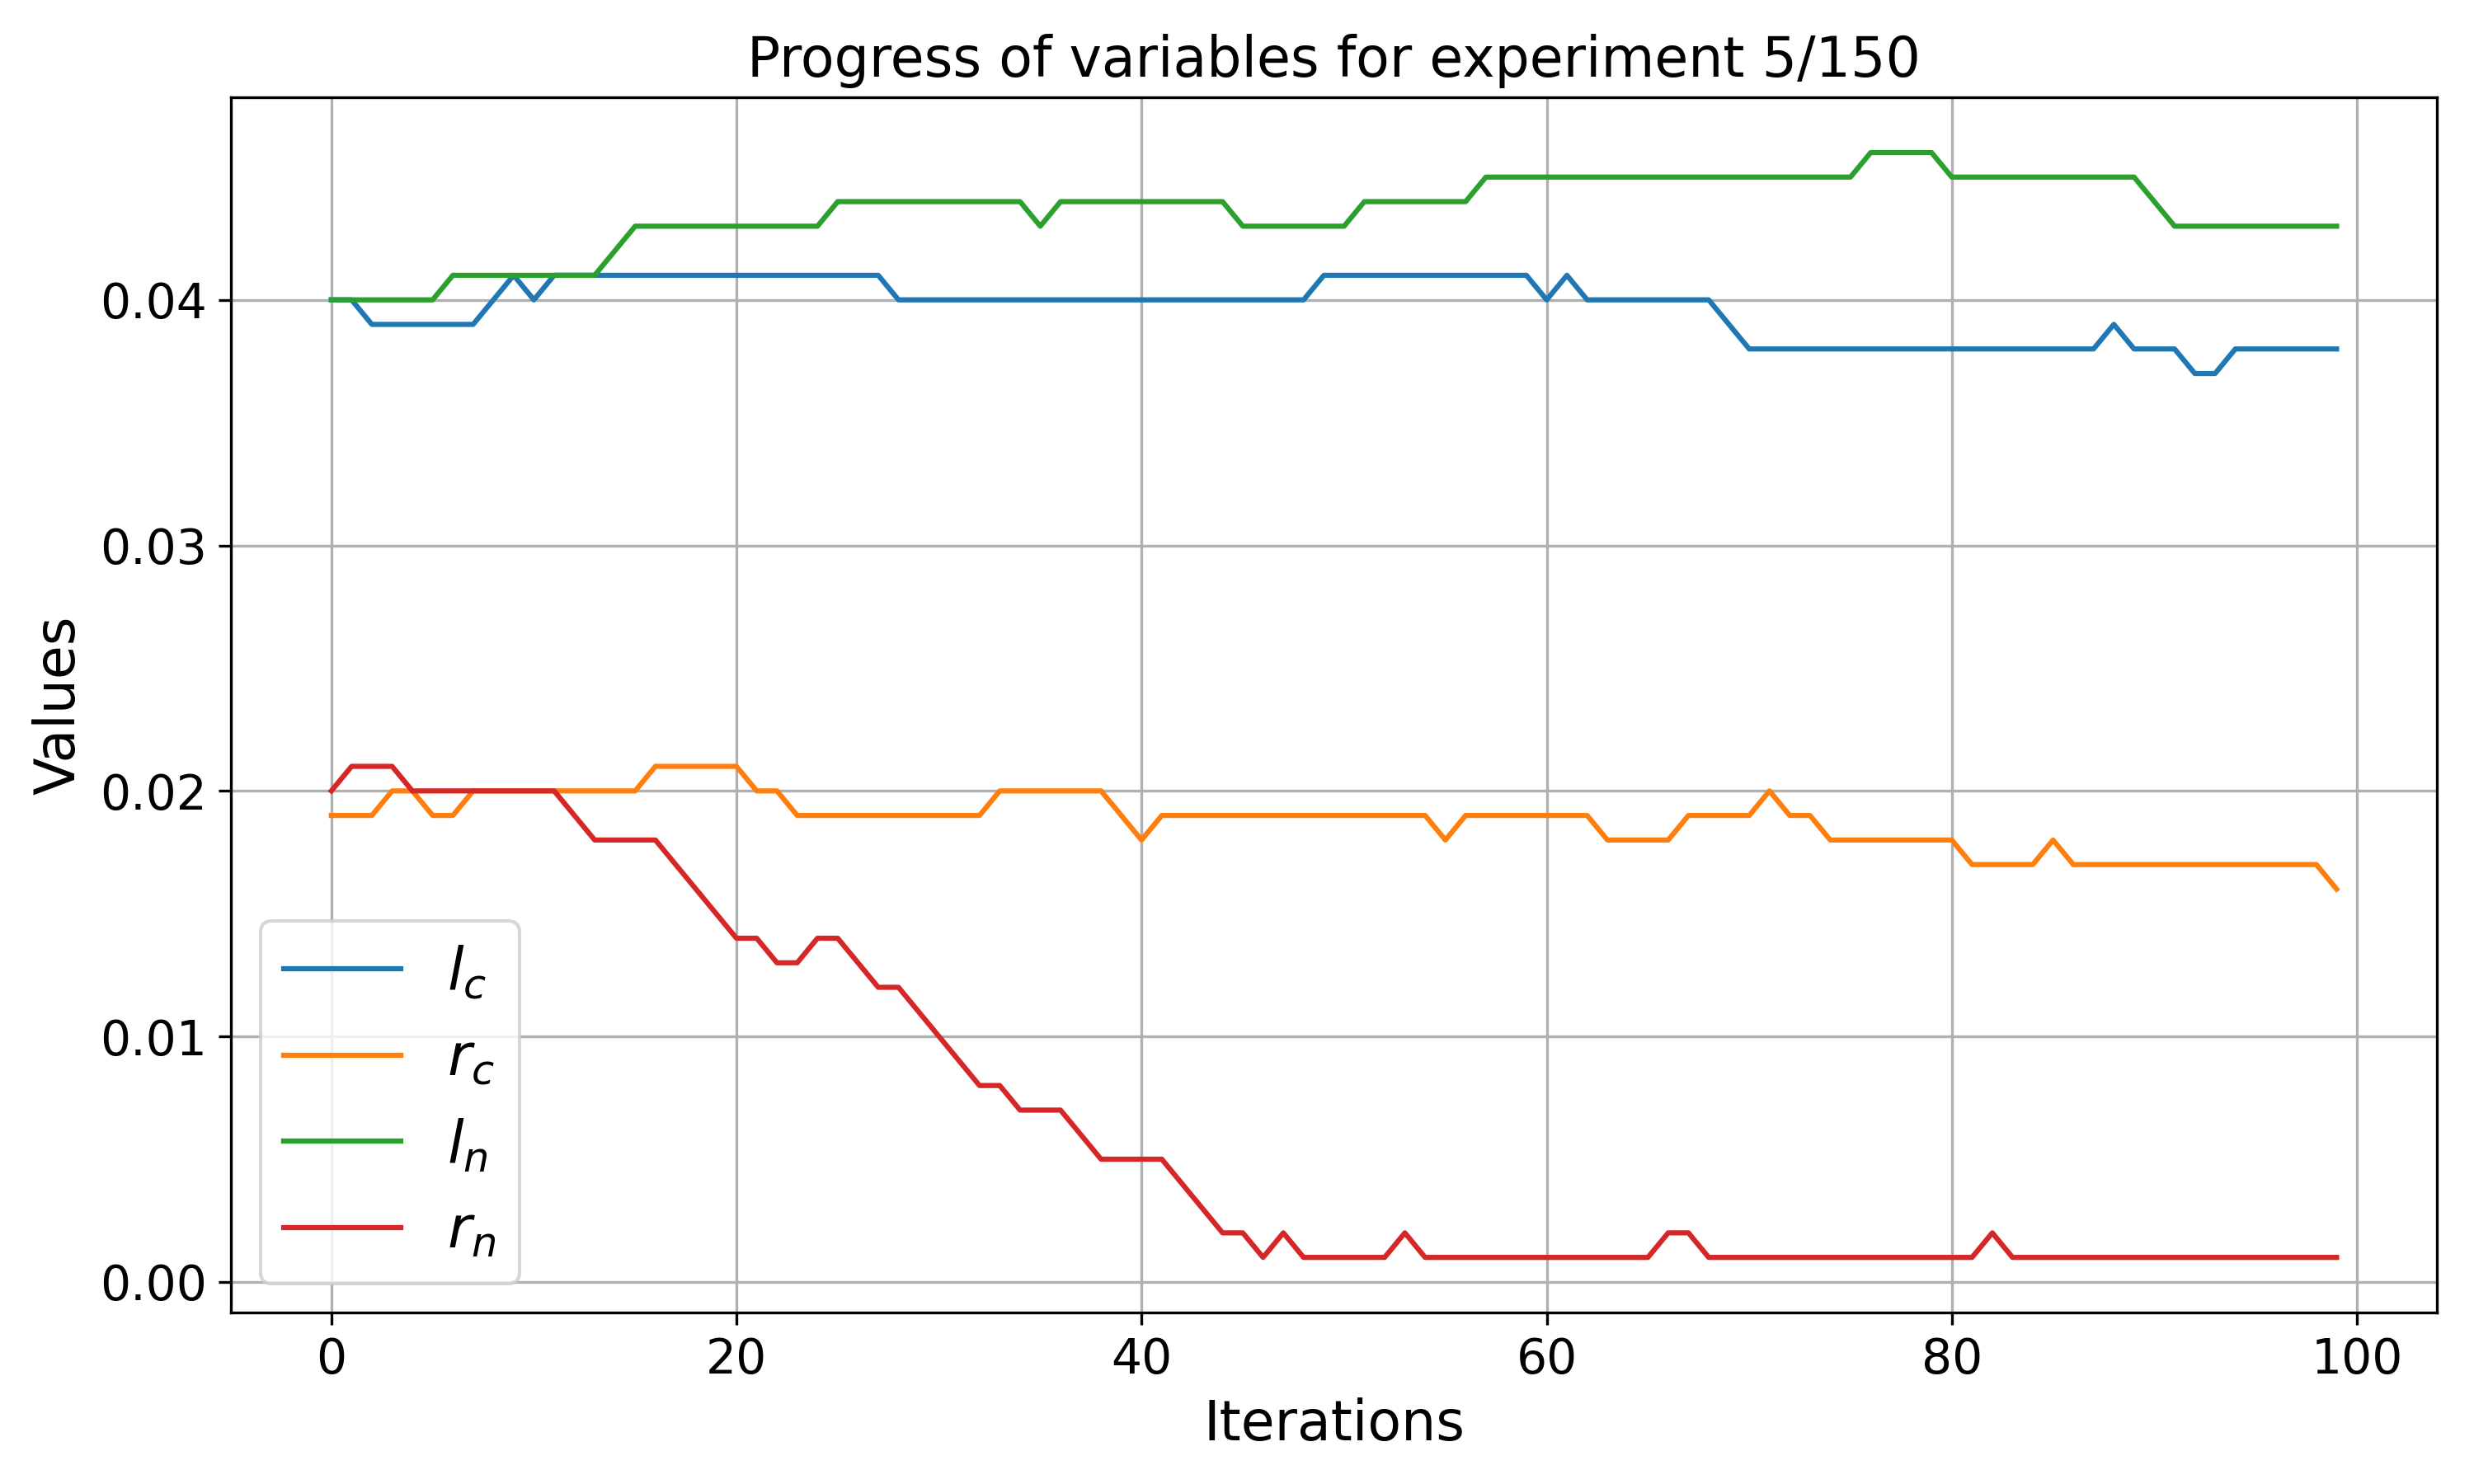 Progress of variables for experiment 5/150
Values
0.04
0.03
0.02
0.01
0.00
l_c
r_c
l_n
r_n
0 20 40 60 80 100
Iterations